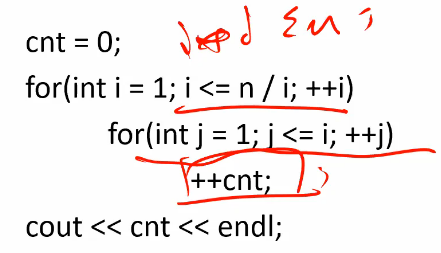 cnt = 0;
for(int i = 1; i <= n / i; ++i)
for(int j = 1; j <= i; ++j)
++cnt;
cout << cnt << endl;